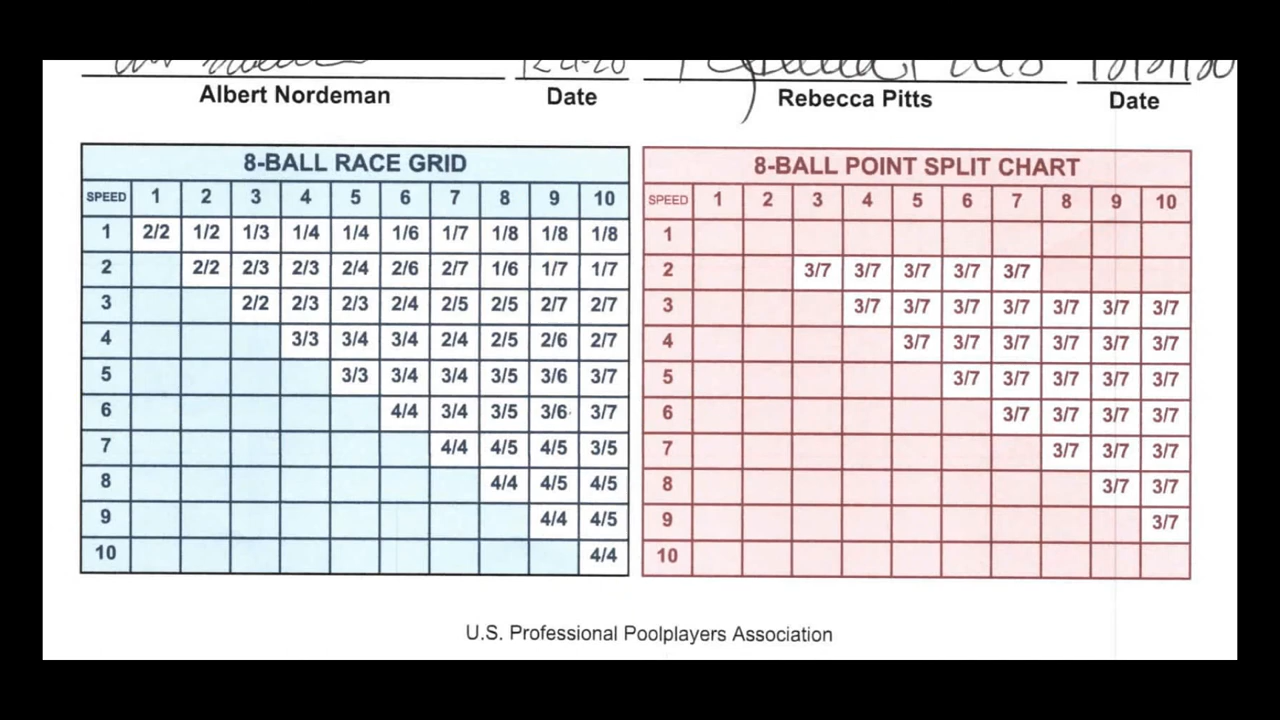 12-4-20
Albert Nordeman Date Rebecca Pitts Date
8-BALL RACE GRID
SPEED 1 2 3 4 5 6 7 8 9 10
1 2/2 1/2 1/3 1/4 1/4 1/6 1/7 1/8 1/8 1/8
2 2/2 2/3 2/3 2/4 2/6 2/7 1/6 1/7 1/7
3 2/2 2/3 2/3 2/4 2/5 2/5 2/7 2/7
4 3/3 3/4 3/4 2/4 2/5 2/6 2/7
5 3/3 3/4 3/4 3/5 3/6 3/7
6 4/4 3/4 3/5 3/6 3/7
7 4/4 4/5 4/5 3/5
8 4/4 4/5 4/5
9 4/4 4/5
10 4/4
8-BALL POINT SPLIT CHART
SPEED 1 2 3 4 5 6 7 8 9 10
1
2 3/7 3/7 3/7 3/7 3/7
3 3/7 3/7 3/7 3/7 3/7 3/7 3/7
4 3/7 3/7 3/7 3/7 3/7 3/7
5 3/7 3/7 3/7 3/7 3/7
6 3/7 3/7 3/7 3/7
7 3/7 3/7 3/7
8 3/7 3/7
9 3/7
10
U.S. Professional Poolplayers Association